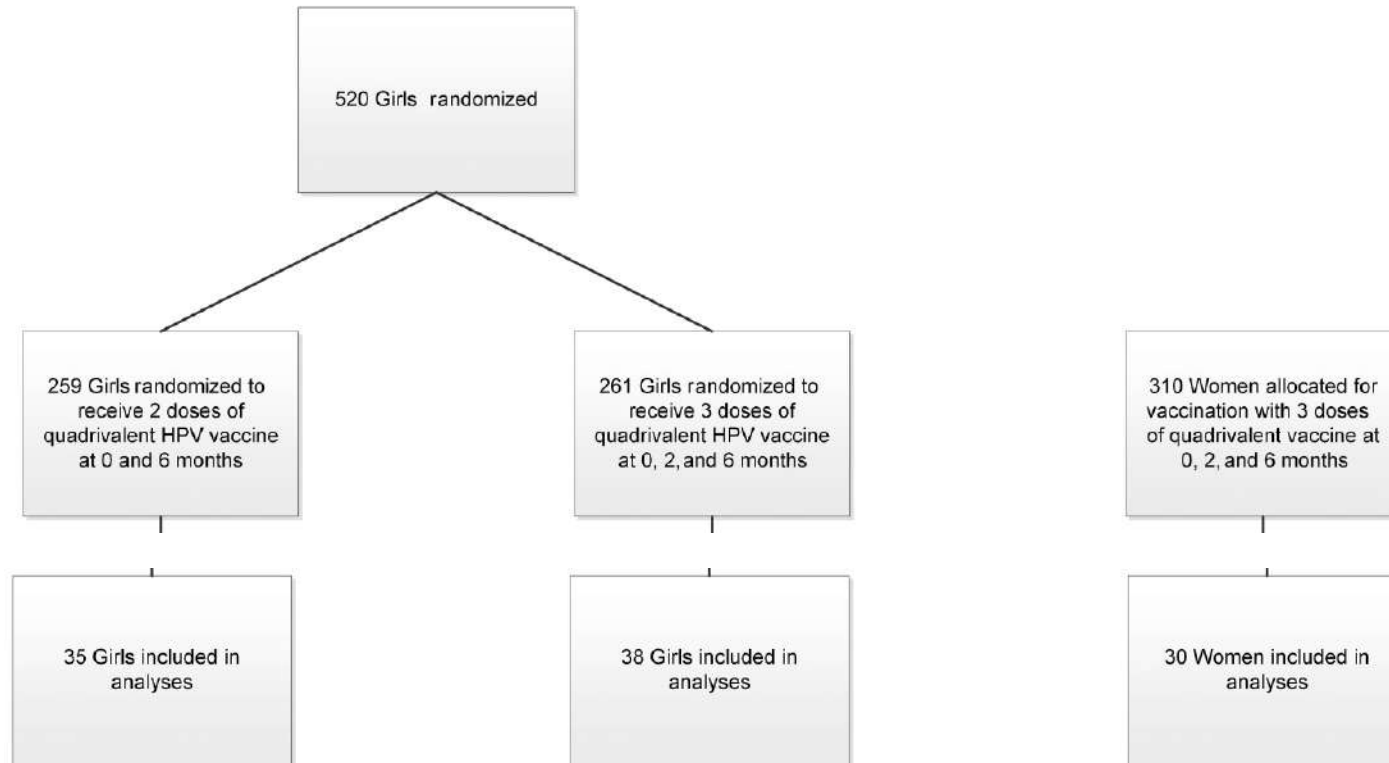 520 Girls randomized
259 Girls randomized to
receive 2 doses of
quadrivalent HPV vaccine
at 0 and 6 months
261 Girls randomized to
receive 3 doses of
quadrivalent HPV vaccine
at 0, 2, and 6 months
310 Women allocated for
vaccination with 3 doses
of quadrivalent vaccine at
0, 2, and 6 months
35 Girls included in
analyses
38 Girls included in
analyses
30 Women included in
analyses